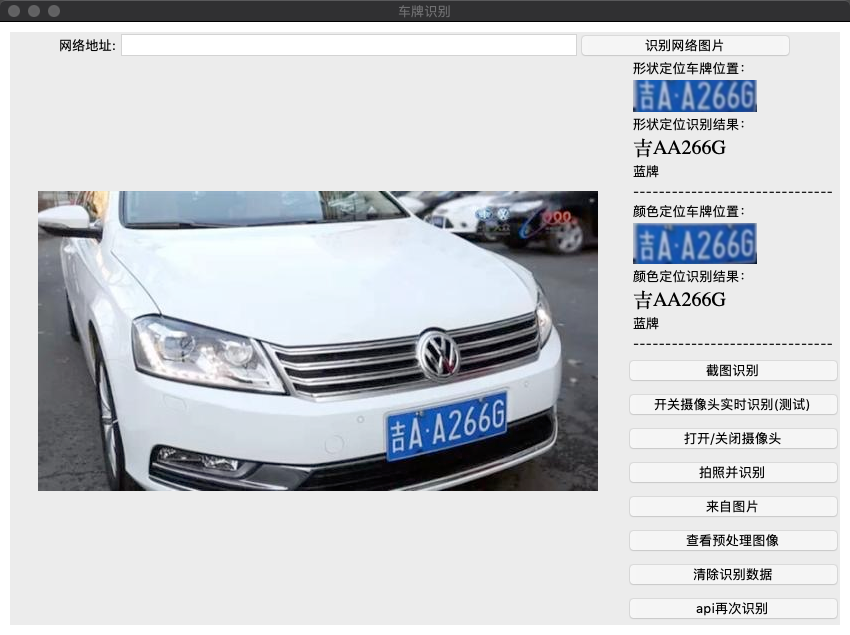 车牌识别
网络地址:
识别网络图片
形状定位车牌位置：
吉A·A266G
形状定位识别结果：
吉AA266G
蓝牌
-------------------------------
颜色定位车牌位置：
吉A·A266G
颜色定位识别结果：
吉AA266G
蓝牌
-------------------------------
900
吉A·A266G
截图识别
开关摄像头实时识别(测试)
打开/关闭摄像头
拍照并识别
来自图片
查看预处理图像
清除识别数据
api再次识别